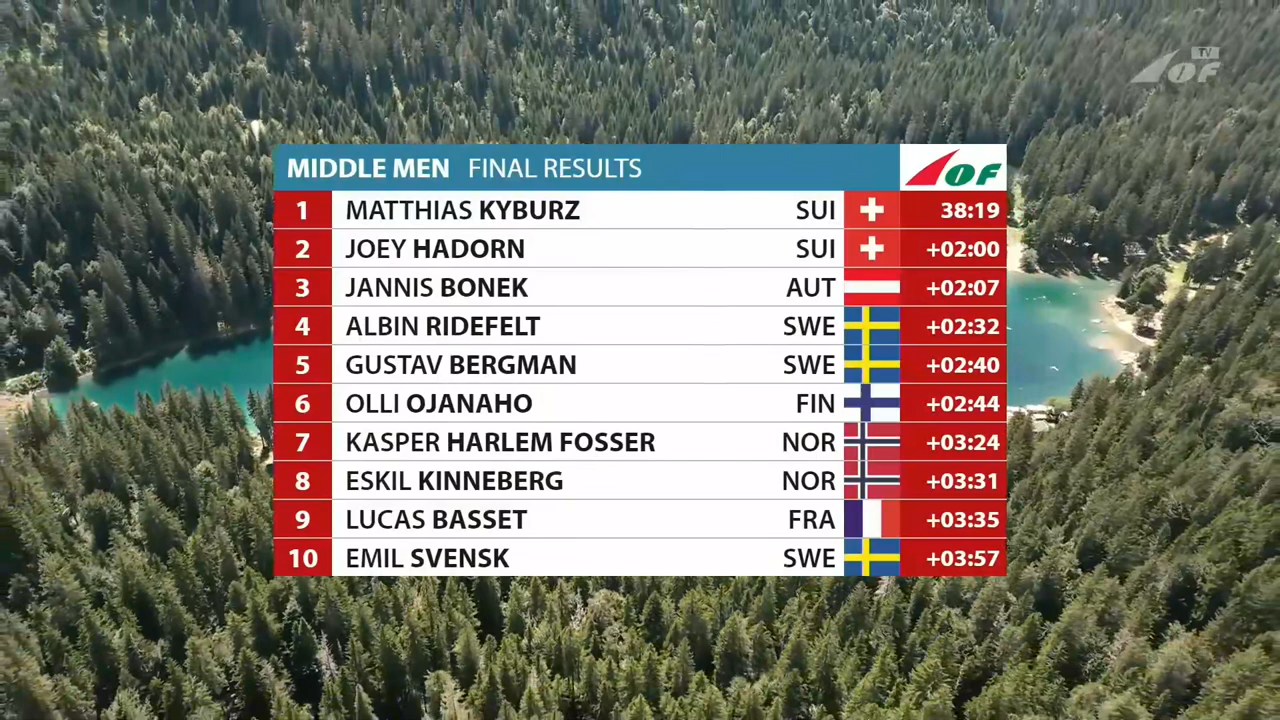 TV
OF
MIDDLE MEN FINAL RESULTS OF
1 MATTHIAS KYBURZ SUI 38:19
2 JOEY HADORN SUI +02:00
3 JANNIS BONEK AUT +02:07
4 ALBIN RIDEFELT SWE +02:32
5 GUSTAV BERGMAN SWE +02:40
6 OLLI OJANAHO FIN +02:44
7 KASPER HARLEM FOSSER NOR +03:24
8 ESKIL KINNEBERG NOR +03:31
9 LUCAS BASSET FRA +03:35
10 EMIL SVENSK SWE +03:57